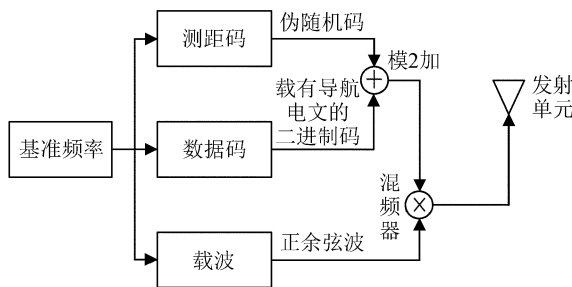 测距码
伪随机码
模2加
载有导航
电文的
二进制码
发射
单元
基准频率
数据码
混
频
器
载波
正余弦波